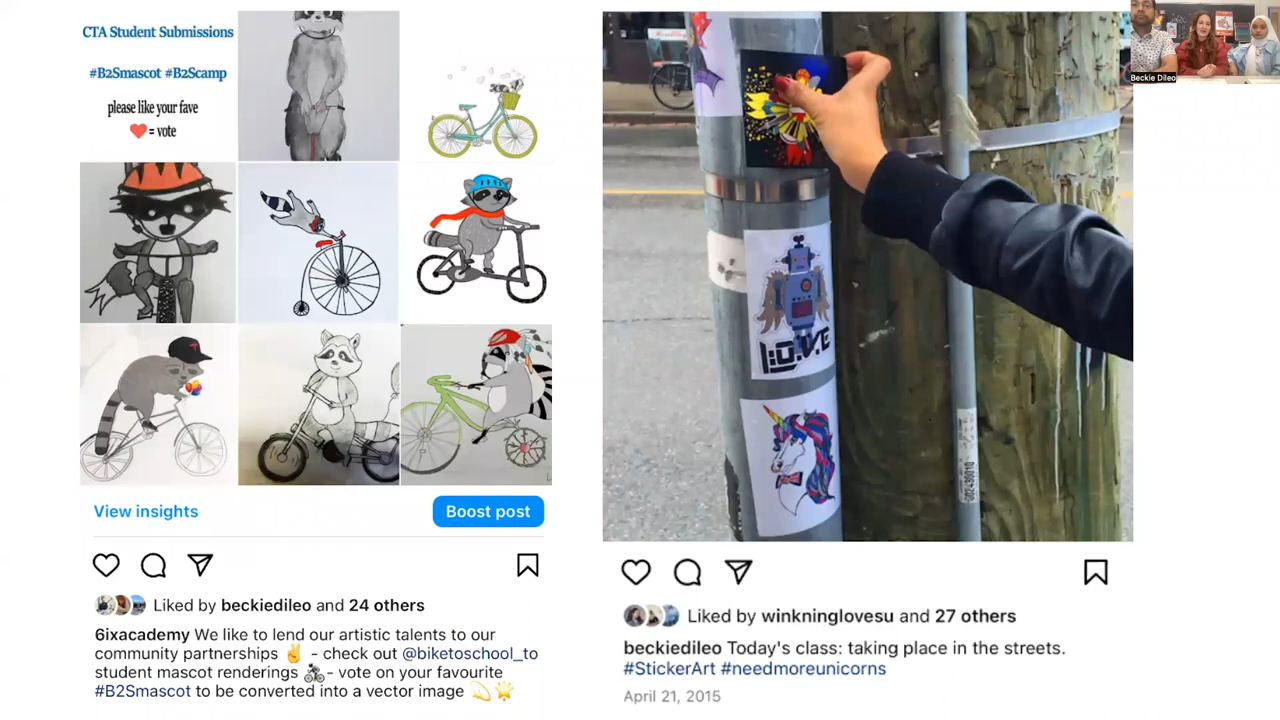 CTA Student Submissions
#B2Smascot #B2Scamp
please like your fave
❤️ = vote
View insights
Boost post
Liked by beckiedileo and 24 others
6ixacademy We like to lend our artistic talents to our
community partnerships ✌️ - check out @biketoschool_to
student mascot renderings 🚴 - vote on your favourite
#B2Smascot to be converted into a vector image 💫🌟
L.O.V.E
002430010
Liked by winkninglovesu and 27 others
beckiedileo Today's class: taking place in the streets.
#StickerArt #needmoreunicorns
April 21, 2015
Beckie Dileo